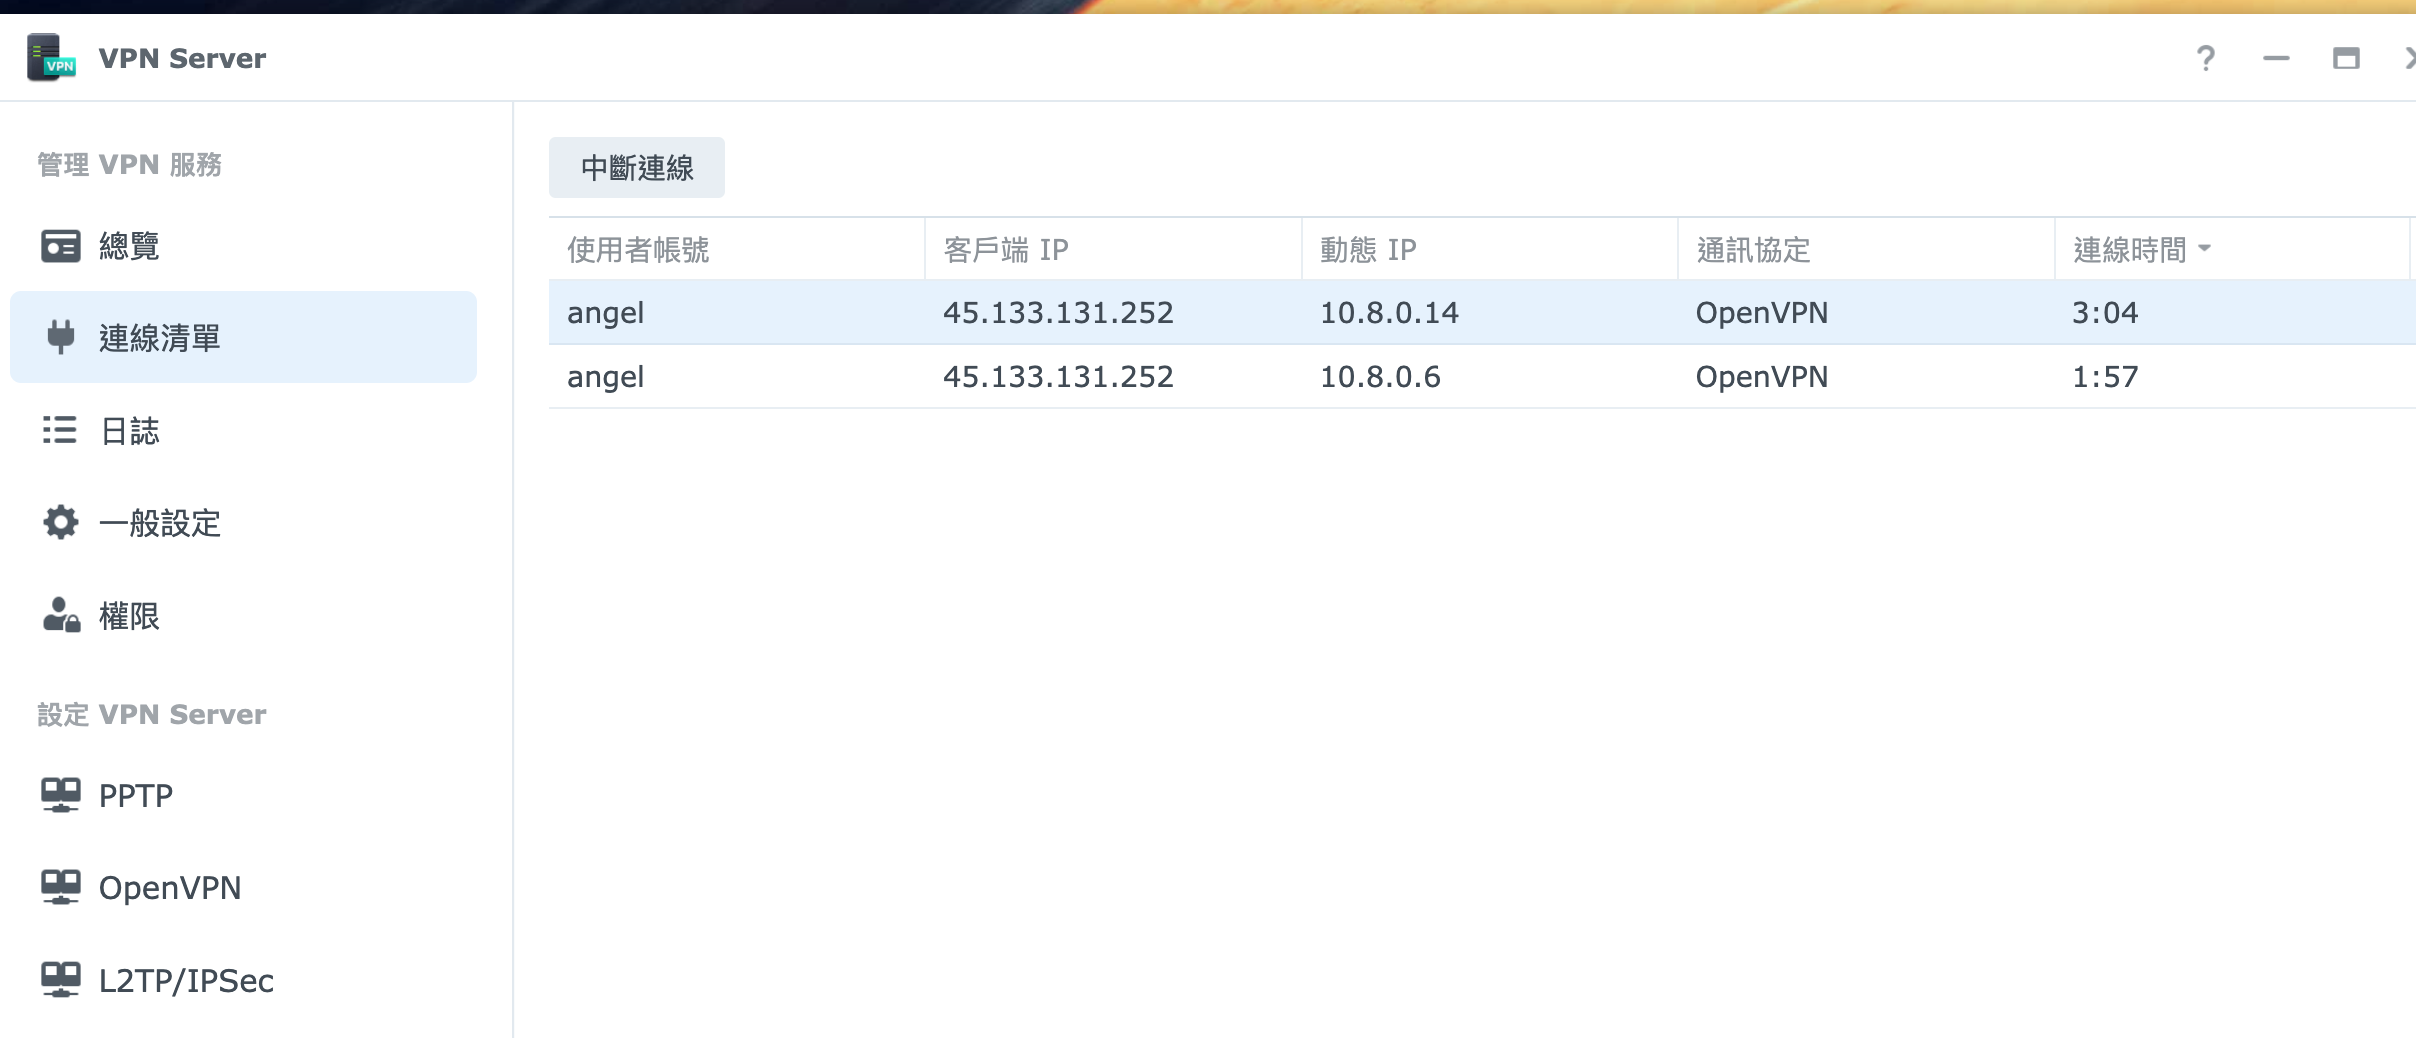 VPN
VPN Server
管理 VPN 服務
總覽
連線清單
日誌
一般設定
權限
設定 VPN Server
PPTP
OpenVPN
L2TP/IPSec
中斷連線
使用者帳號 客戶端 IP 動態 IP 通訊協定 連線時間
angel 45.133.131.252 10.8.0.14 OpenVPN 3:04
angel 45.133.131.252 10.8.0.6 OpenVPN 1:57